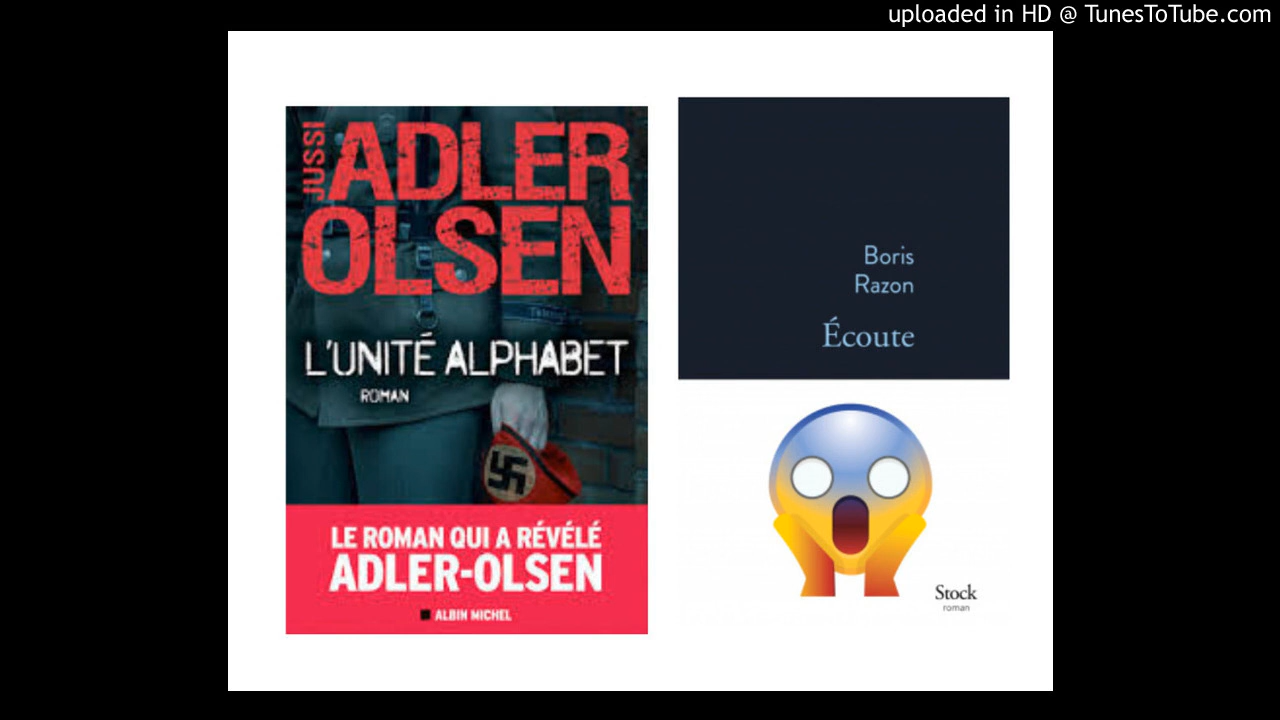 uploaded in HD @ TunesToTube.com
JUSSI
ADLER
OLSEN
L'UNITÉ ALPHABET
ROMAN
LE ROMAN QUI A RÉVÉLÉ
ADLER-OLSEN
ALBIN MICHEL
Boris
Razon
Écoute
Stock
roman